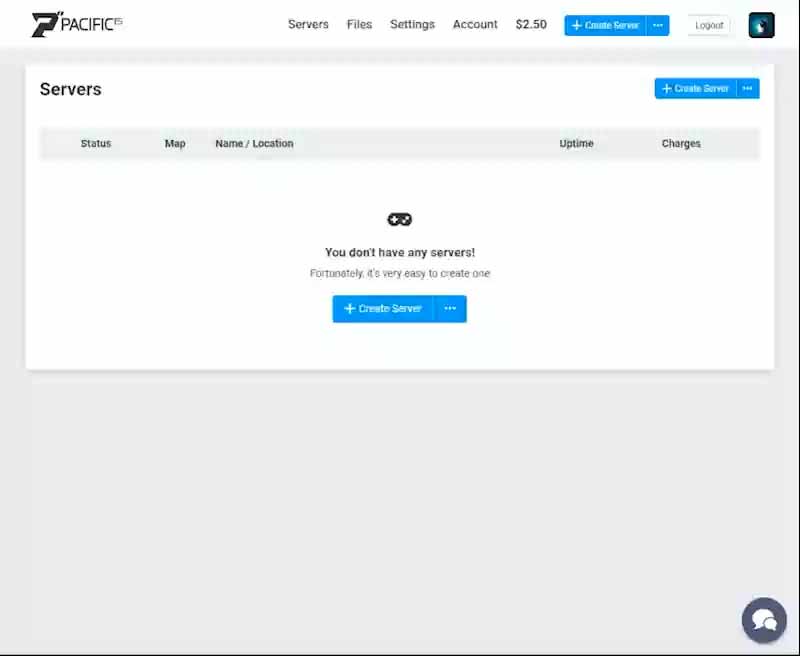 PACIFIC
Servers Files Settings Account $2.50 + Create Server ··· Logout
Servers
+ Create Server ···
Status Map Name / Location Uptime Charges
You don't have any servers!
Fortunately, it's very easy to create one
+ Create Server ···